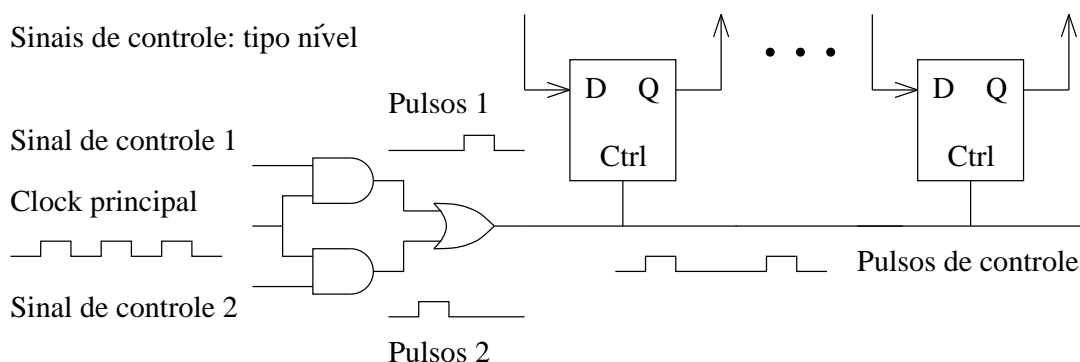 Sinais de controle: tipo nível
Pulsos 1
D Q
Ctrl
D Q
Ctrl
Sinal de controle 1
Clock principal
Sinal de controle 2
Pulsos 2
Pulsos de controle